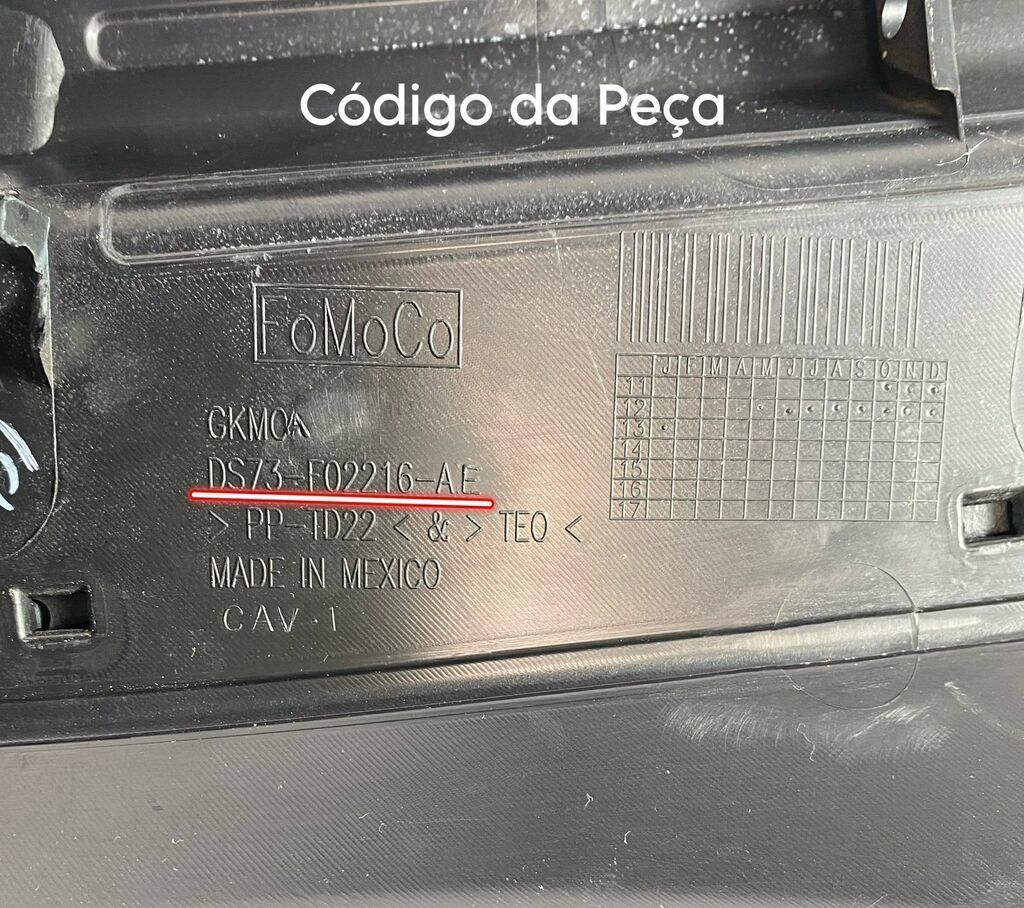 Código da Peça
FoMoCo
GKMOA
DS73-F02216-AE
> PP-TD22 < & > TEO <
MADE IN MEXICO
CAV.1
J F M A M J J A S O N D
11
12
13
14
15
16
17